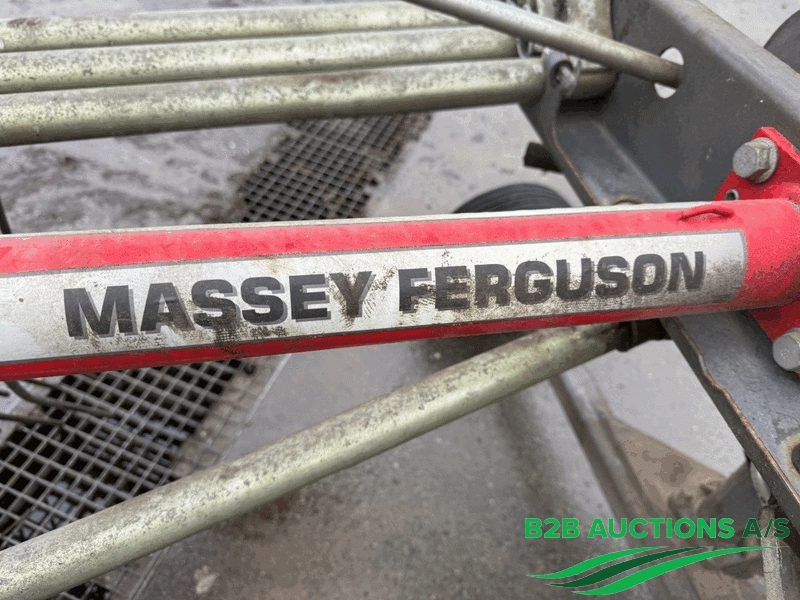 MASSEY FERGUSON
B2B AUCTIONS A/S